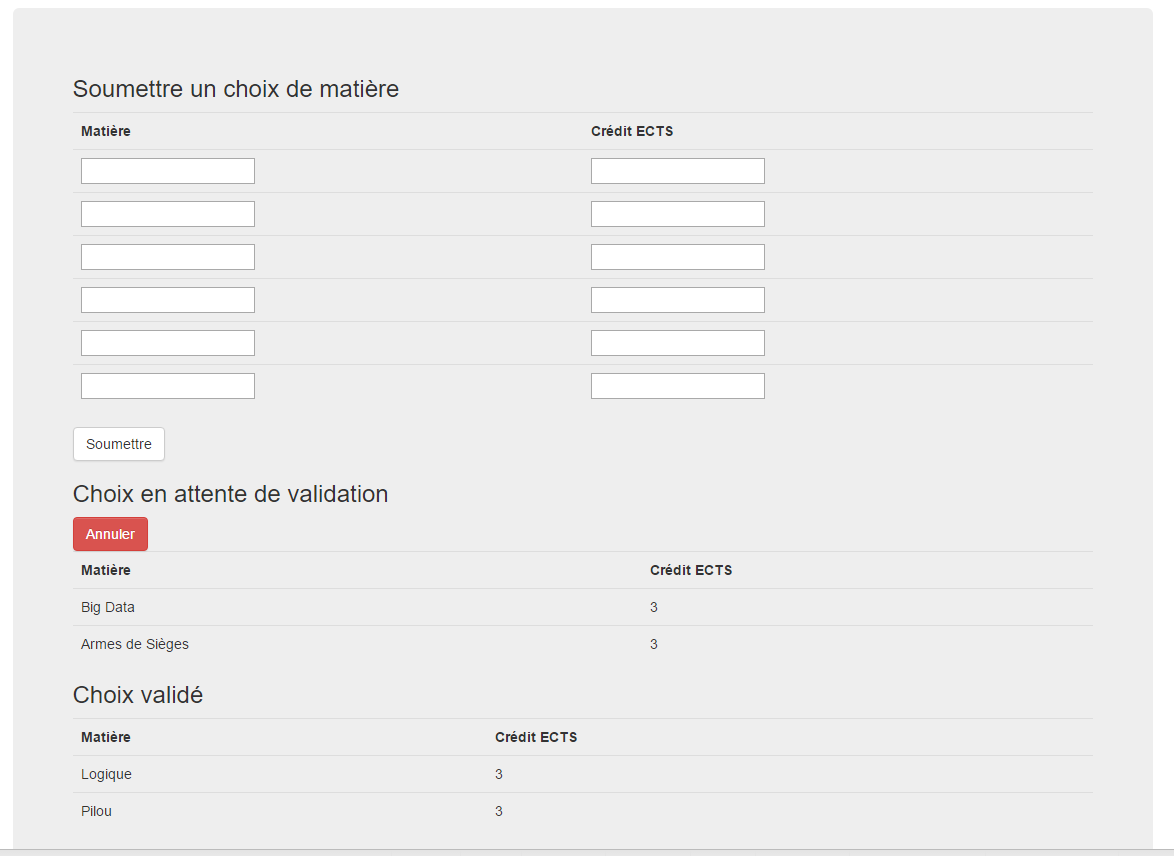 Soumettre un choix de matière
Matière Crédit ECTS
Soumettre
Choix en attente de validation
Annuler
Matière Crédit ECTS
Big Data 3
Armes de Sièges 3
Choix validé
Matière Crédit ECTS
Logique 3
Pilou 3